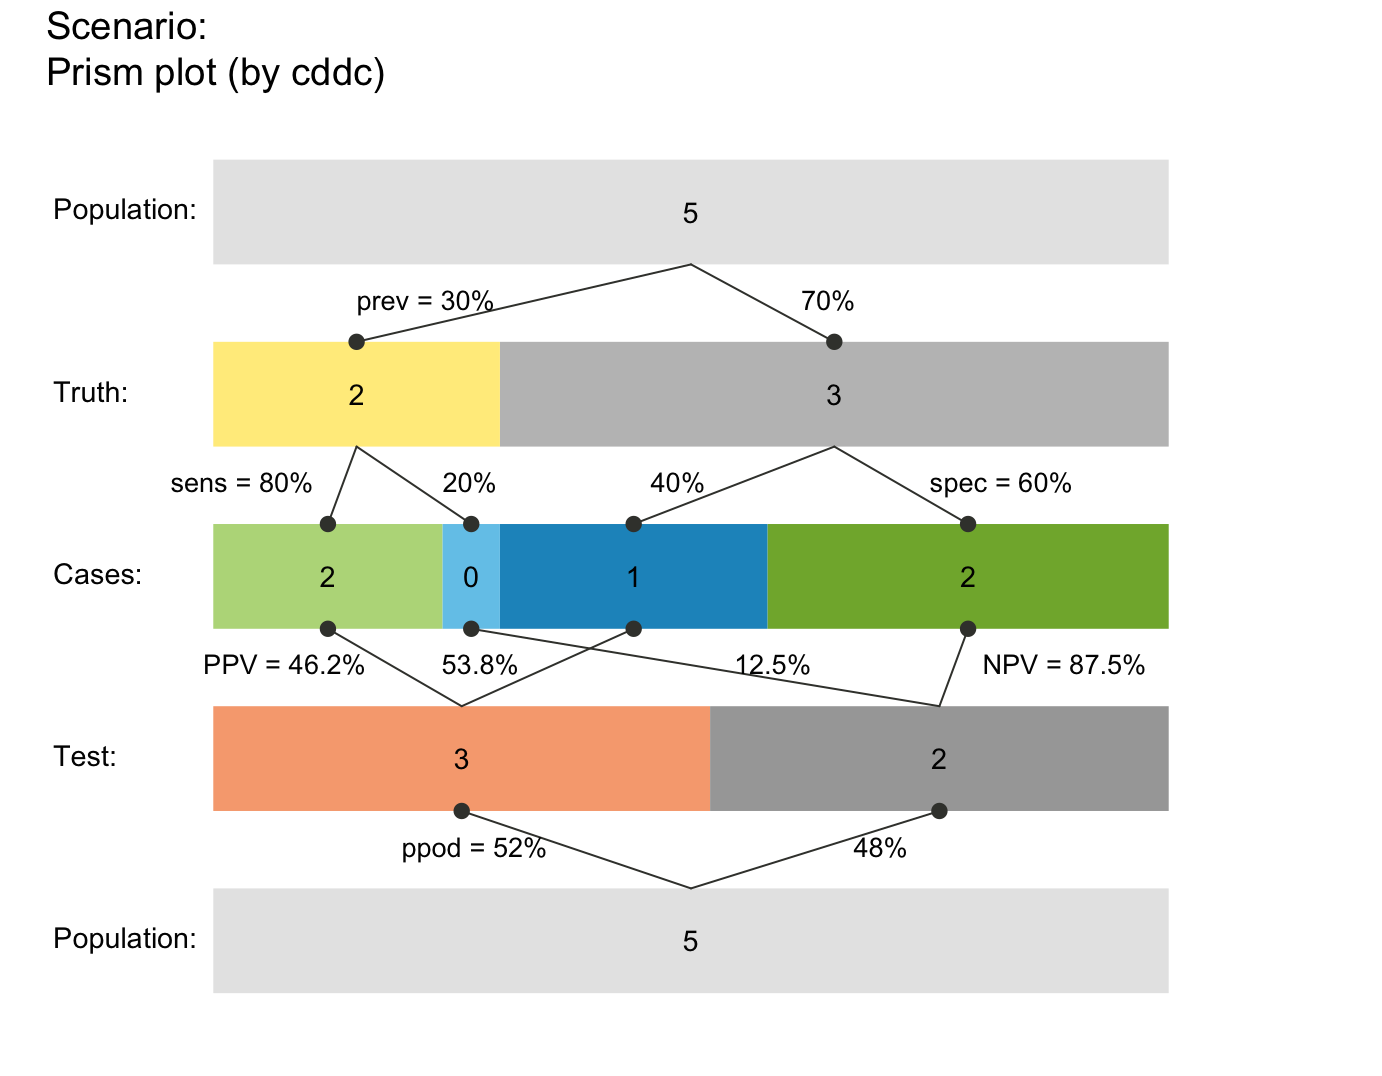 Scenario:
Prism plot (by cddc)
Population:
5
prev = 30%
70%
Truth:
2
3
sens = 80%
20%
40%
spec = 60%
Cases:
2
0
1
2
PPV = 46.2%
53.8%
12.5%
NPV = 87.5%
Test:
3
2
ppod = 52%
48%
Population:
5